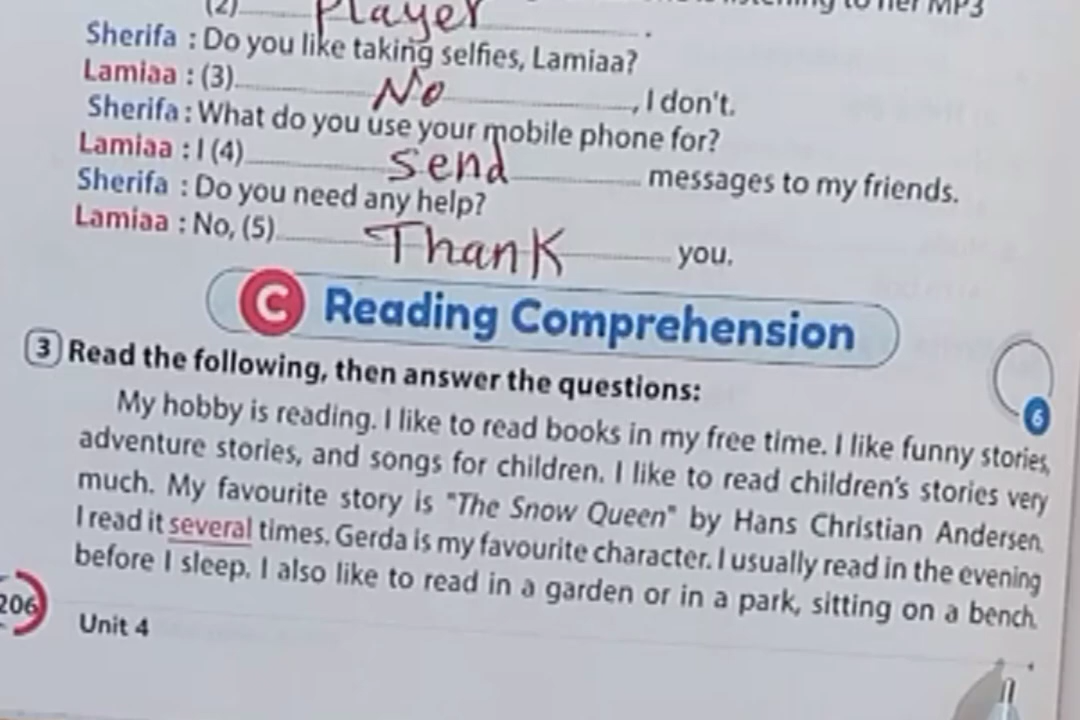 listening to her MP3
(2) Player .
Sherifa : Do you like taking selfies, Lamiaa?
Lamiaa : (3) No , I don't.
Sherifa : What do you use your mobile phone for?
Lamiaa : I (4) send messages to my friends.
Sherifa : Do you need any help?
Lamiaa : No, (5) Thank you.
C Reading Comprehension
3 Read the following, then answer the questions:
6
My hobby is reading. I like to read books in my free time. I like funny stories,
adventure stories, and songs for children. I like to read children's stories very
much. My favourite story is "The Snow Queen" by Hans Christian Andersen.
I read it several times. Gerda is my favourite character. I usually read in the evening
before I sleep. I also like to read in a garden or in a park, sitting on a bench.
206
Unit 4